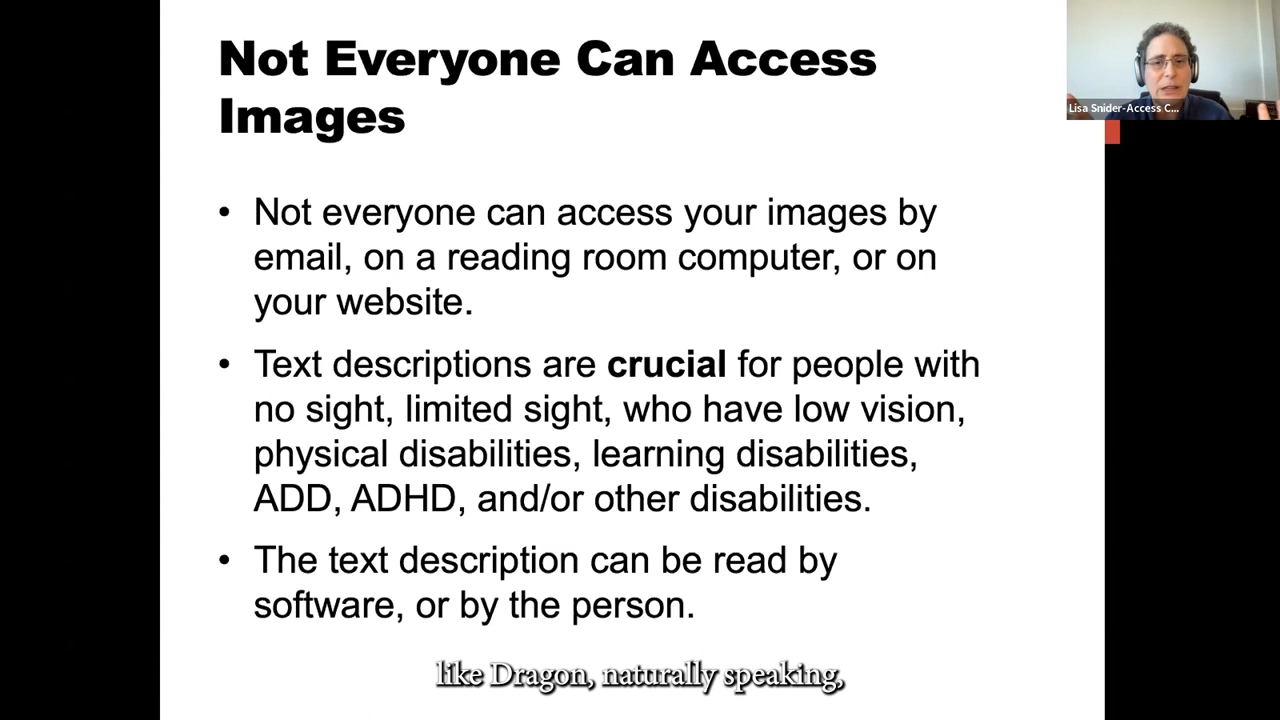 Not Everyone Can Access
Images
Lisa Snider-Access C...
• Not everyone can access your images by
email, on a reading room computer, or on
your website.
• Text descriptions are crucial for people with
no sight, limited sight, who have low vision,
physical disabilities, learning disabilities,
ADD, ADHD, and/or other disabilities.
• The text description can be read by
software, or by the person.
like Dragon, naturally speaking,